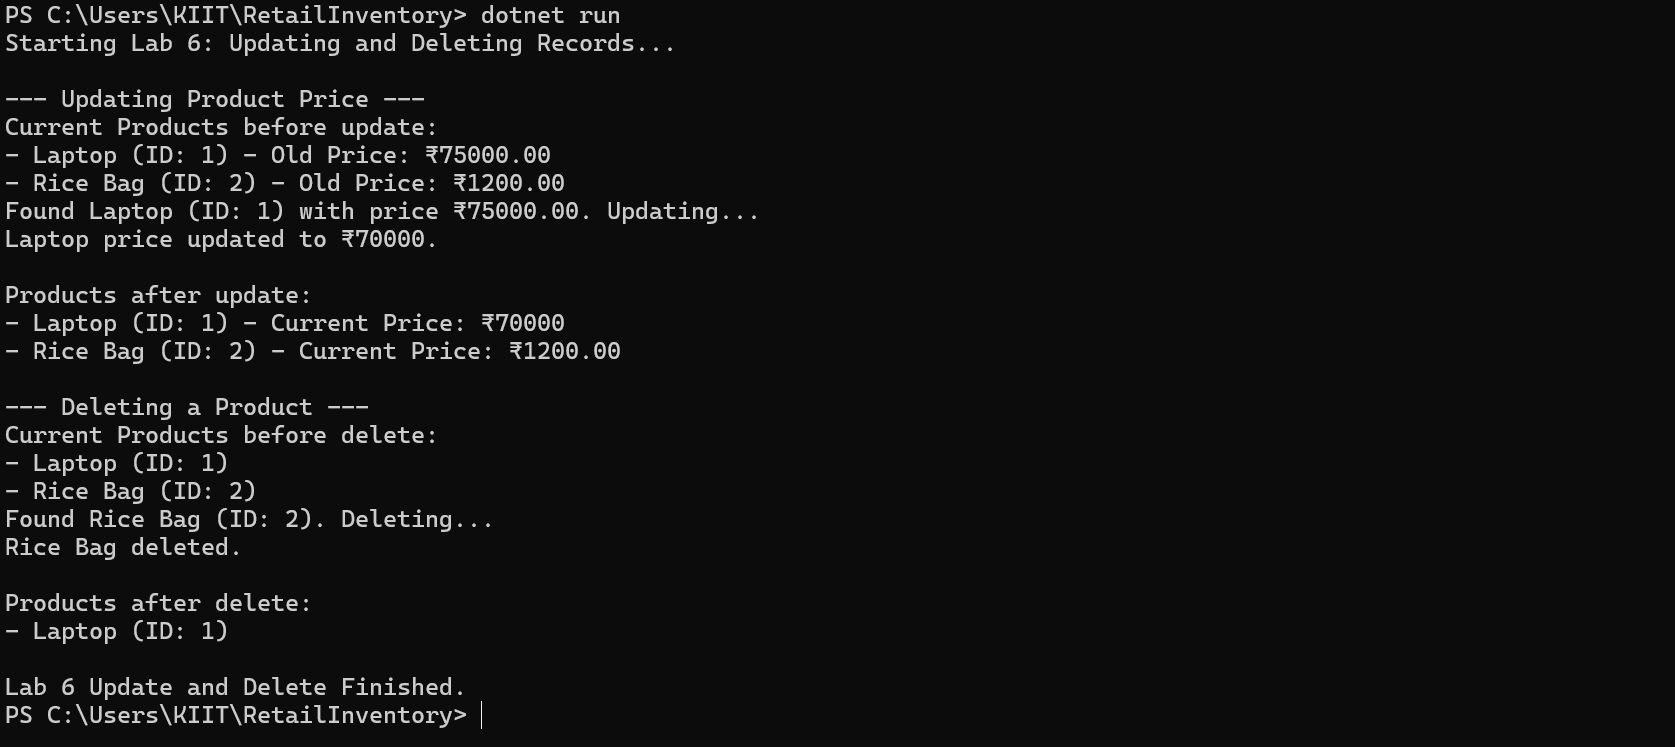 PS C:\Users\KIIT\RetailInventory> dotnet run
Starting Lab 6: Updating and Deleting Records...
--- Updating Product Price ---
Current Products before update:
- Laptop (ID: 1) - Old Price: ₹75000.00
- Rice Bag (ID: 2) - Old Price: ₹1200.00
Found Laptop (ID: 1) with price ₹75000.00. Updating...
Laptop price updated to ₹70000.
Products after update:
- Laptop (ID: 1) - Current Price: ₹70000
- Rice Bag (ID: 2) - Current Price: ₹1200.00
--- Deleting a Product ---
Current Products before delete:
- Laptop (ID: 1)
- Rice Bag (ID: 2)
Found Rice Bag (ID: 2). Deleting...
Rice Bag deleted.
Products after delete:
- Laptop (ID: 1)
Lab 6 Update and Delete Finished.
PS C:\Users\KIIT\RetailInventory>